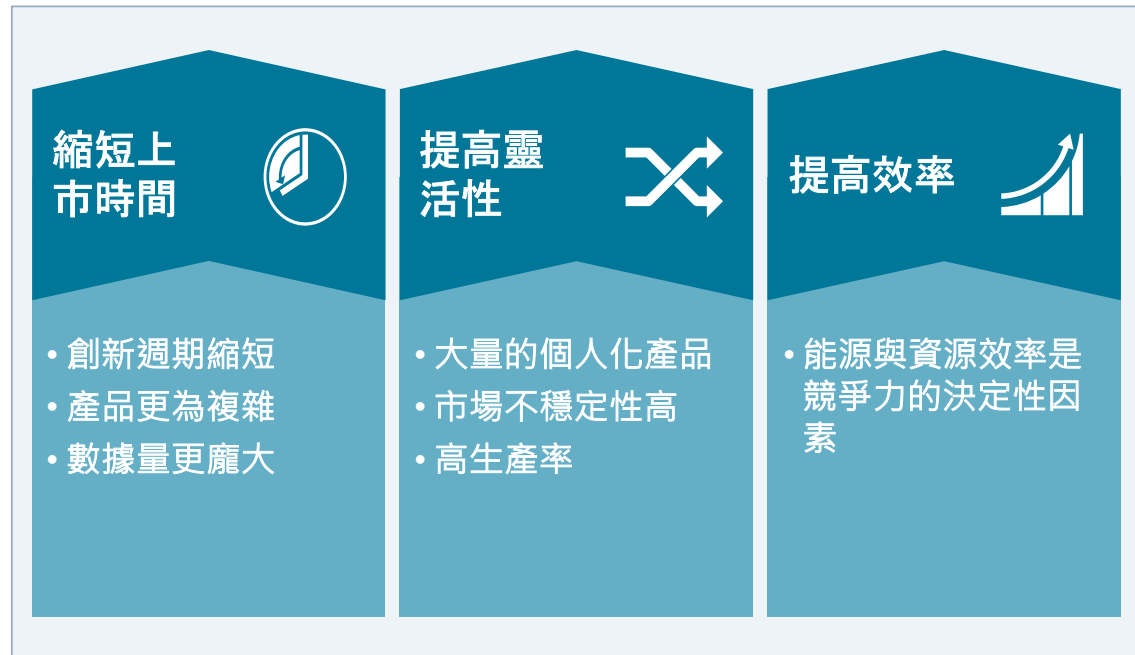 縮短上
市時間
• 創新週期縮短
• 產品更為複雜
• 數據量更龐大
提高靈
活性
• 大量的個人化產品
• 市場不穩定性高
• 高生產率
提高效率
• 能源與資源效率是
競爭力的決定性因
素